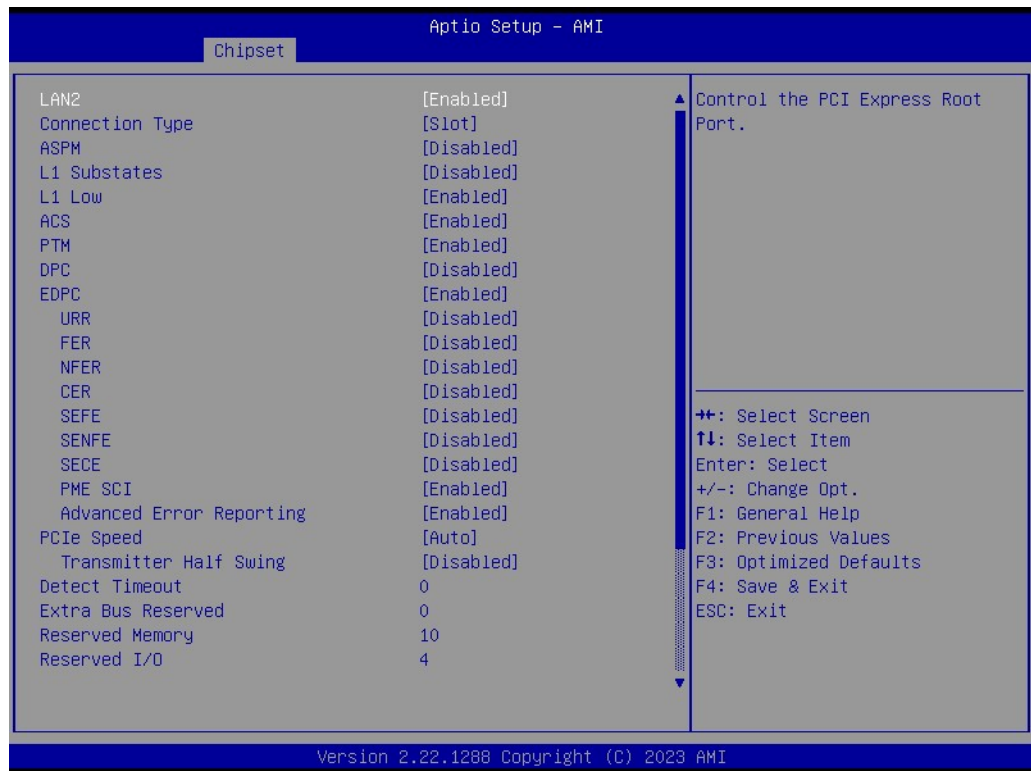 Aptio Setup – AMI
Chipset
LAN2 [Enabled]
Connection Type [Slot]
ASPM [Disabled]
L1 Substates [Disabled]
L1 Low [Enabled]
ACS [Enabled]
PTM [Enabled]
DPC [Disabled]
EDPC [Enabled]
URR [Disabled]
FER [Disabled]
NFER [Disabled]
CER [Disabled]
SEFE [Disabled]
SENFE [Disabled]
SECE [Disabled]
PME SCI [Enabled]
Advanced Error Reporting [Enabled]
PCIe Speed [Auto]
Transmitter Half Swing [Disabled]
Detect Timeout 0
Extra Bus Reserved 0
Reserved Memory 10
Reserved I/O 4
Control the PCI Express Root
Port.
→←: Select Screen
↑↓: Select Item
Enter: Select
+/-: Change Opt.
F1: General Help
F2: Previous Values
F3: Optimized Defaults
F4: Save & Exit
ESC: Exit
Version 2.22.1288 Copyright (C) 2023 AMI